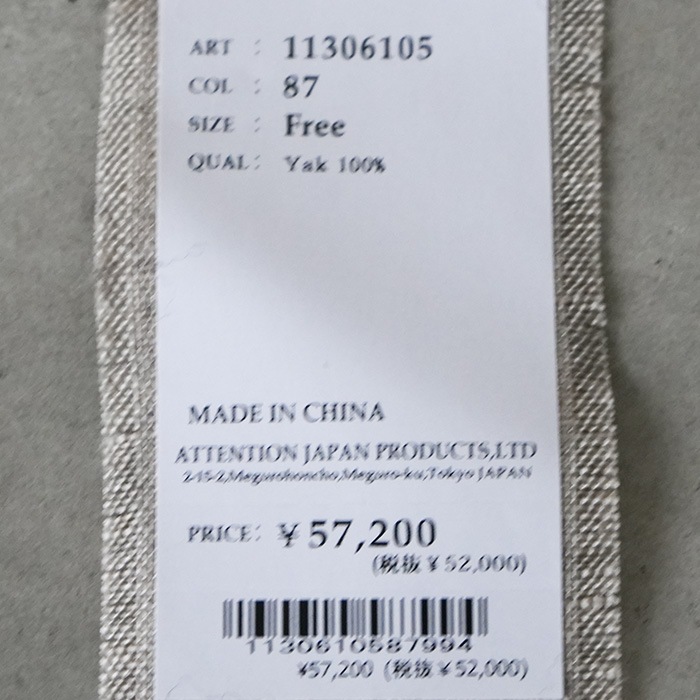 ART : 11306105
COL : 87
SIZE : Free
QUAL: Yak 100%
MADE IN CHINA
ATTENTION JAPAN PRODUCTS,LTD
2-15-2,Megurohoncho,Meguro-ku,Tokyo JAPAN
PRICE: ¥57,200
(税抜¥52,000)
1130610587994
¥57,200 (税抜¥52,000)